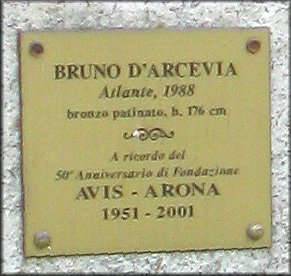 BRUNO D'ARCEVIA
Atlante, 1988
bronzo patinato, h. 176 cm
A ricordo del
50° Anniversario di Fondazione
AVIS - ARONA
1951 - 2001